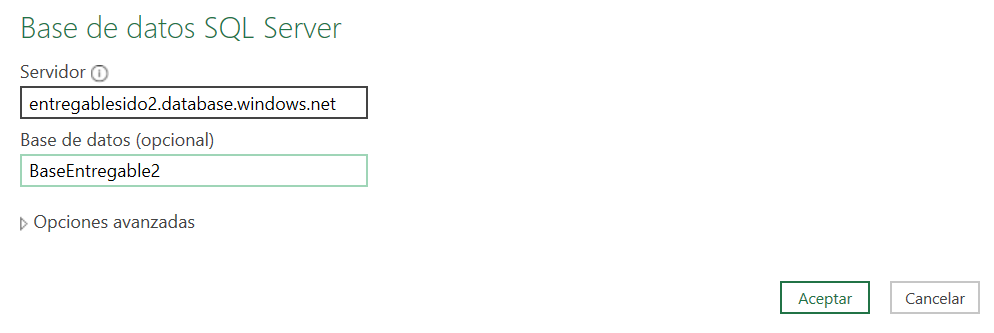 Base de datos SQL Server
Servidor
entregablesido2.database.windows.net
Base de datos (opcional)
BaseEntregable2
Opciones avanzadas
Aceptar Cancelar